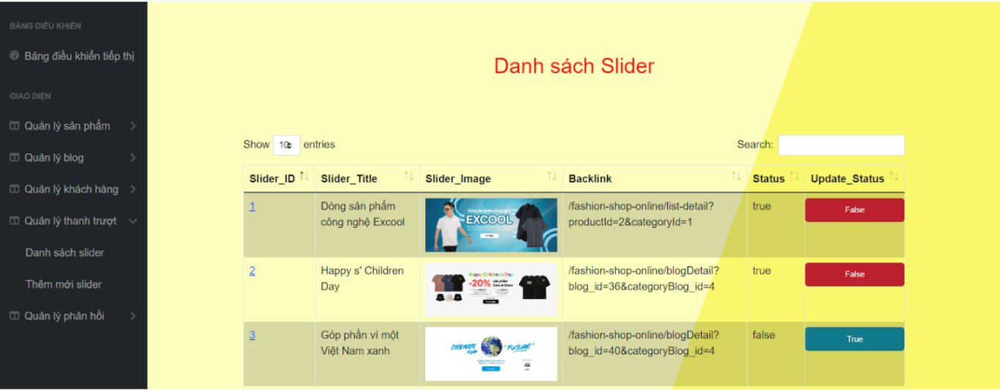 BẢNG ĐIỀU KHIỂN
Bảng điều khiển tiếp thị
GIAO DIỆN
Quản lý sản phẩm
Quản lý blog
Quản lý khách hàng
Quản lý thanh trượt
Danh sách slider
Thêm mới slider
Quản lý phản hồi
Danh sách Slider
Show 10 entries
Search:
Slider_ID Slider_Title Slider_Image Backlink Status Update_Status
1 Dòng sản phẩm /fashion-shop-online/list-detail? true False
công nghệ Excool productId=2&categoryId=1
EXCOOL
2 Happy s' Children /fashion-shop-online/blogDetail? true False
Day blog_id=36&categoryBlog_id=4
Happy Children's Day
-20% sản phẩm
Care & Share
3 Góp phần vì một /fashion-shop-online/blogDetail? false True
Việt Nam xanh blog_id=40&categoryBlog_id=4
COOLMATE FUTURE
FOR